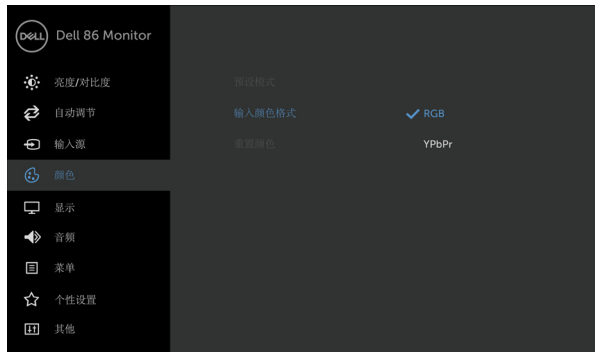 DELL Dell 86 Monitor
亮度/对比度
预设模式
自动调节
输入颜色格式 RGB
输入源
重置颜色 YPbPr
颜色
显示
音频
菜单
个性设置
其他